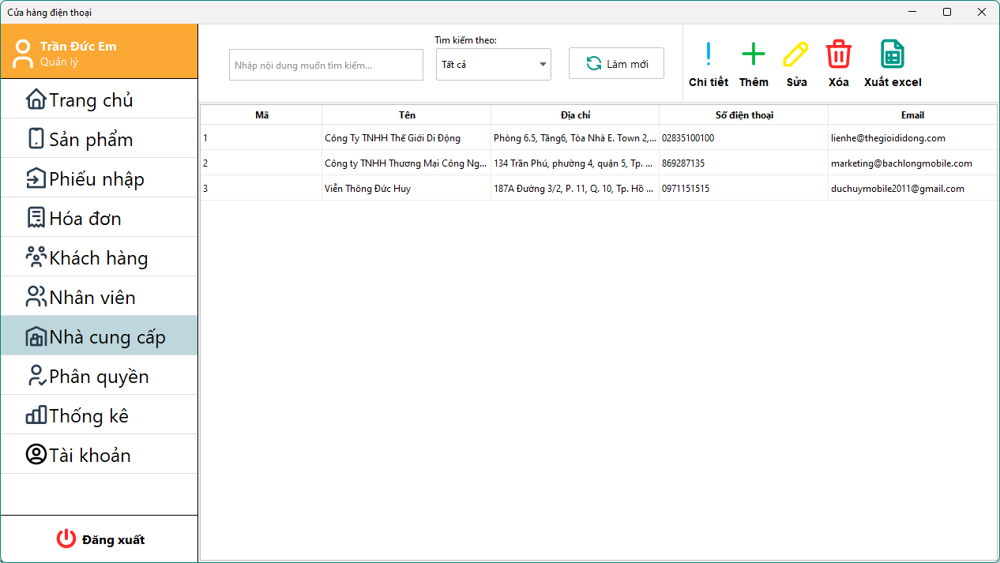 Cửa hàng điện thoại
Trần Đức Em
Quản lý
Trang chủ
Sản phẩm
Phiếu nhập
Hóa đơn
Khách hàng
Nhân viên
Nhà cung cấp
Phân quyền
Thống kê
Tài khoản
Đăng xuất
Nhập nội dung muốn tìm kiếm...
Tìm kiếm theo:
Tất cả
Làm mới
Chi tiết Thêm Sửa Xóa Xuất excel
Mã Tên Địa chỉ Số điện thoại Email
1 Công Ty TNHH Thế Giới Di Động Phòng 6.5, Tầng6, Tòa Nhà E. Town 2,... 02835100100 lienhe@thegioididong.com
2 Công ty TNHH Thương Mại Công Ng... 134 Trần Phú, phường 4, quận 5, Tp. ... 869287135 marketing@bachlongmobile.com
3 Viễn Thông Đức Huy 187A Đường 3/2, P. 11, Q. 10, Tp. Hồ ... 0971151515 duchuymobile2011@gmail.com